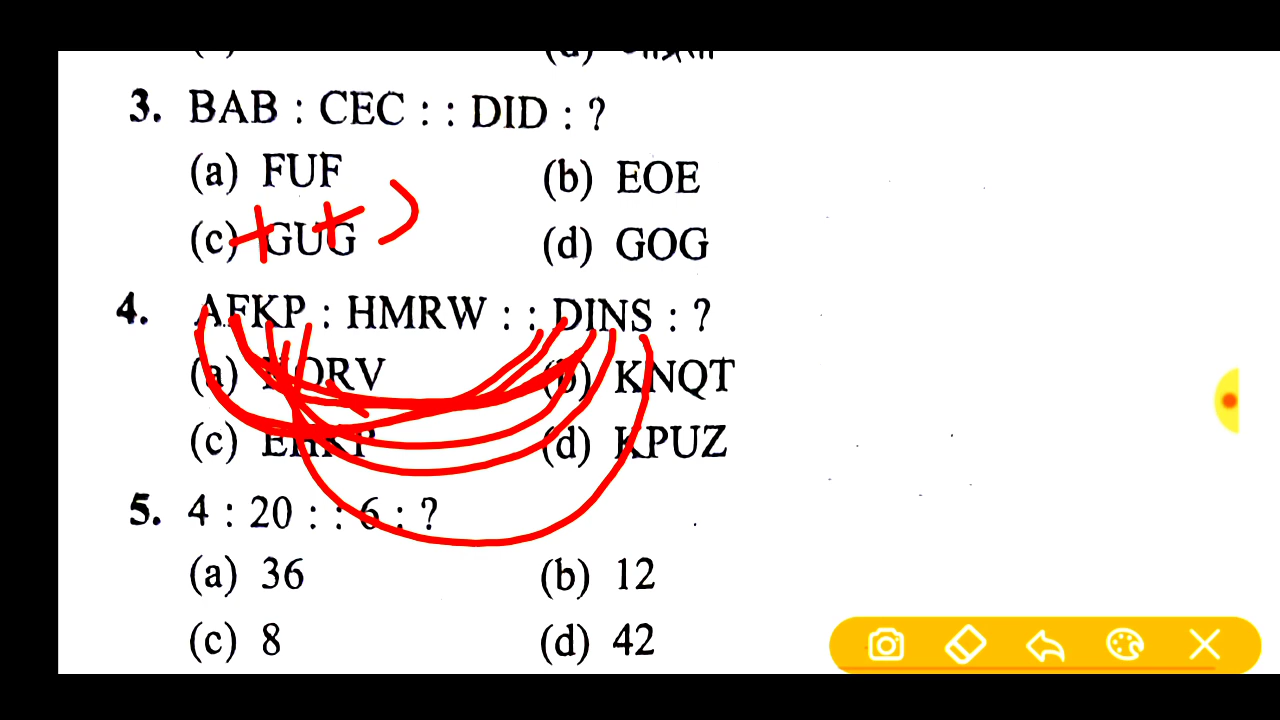 3. BAB : CEC : : DID : ?
(a) FUF (b) EOE
(c) GUG (d) GOG
4. AFKP : HMRW : : DINS : ?
(a) (b) KNQT
(c) EHKP (d) KPUZ
5. 4 : 20 : : 6 : ?
(a) 36 (b) 12
(c) 8 (d) 42